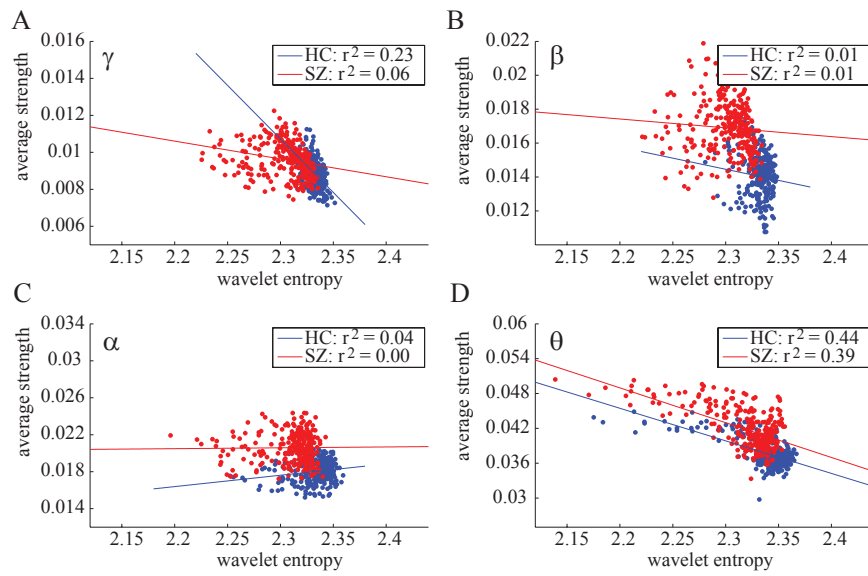 A
γ
HC: r² = 0.23
SZ: r² = 0.06
average strength
0.016
0.014
0.012
0.01
0.008
0.006
2.15 2.2 2.25 2.3 2.35 2.4
wavelet entropy
B
β
HC: r² = 0.01
SZ: r² = 0.01
average strength
0.022
0.02
0.018
0.016
0.014
0.012
2.15 2.2 2.25 2.3 2.35 2.4
wavelet entropy
C
α
HC: r² = 0.04
SZ: r² = 0.00
average strength
0.034
0.03
0.026
0.022
0.018
0.014
2.15 2.2 2.25 2.3 2.35 2.4
wavelet entropy
D
θ
HC: r² = 0.44
SZ: r² = 0.39
average strength
0.06
0.054
0.048
0.042
0.036
0.03
2.15 2.2 2.25 2.3 2.35 2.4
wavelet entropy